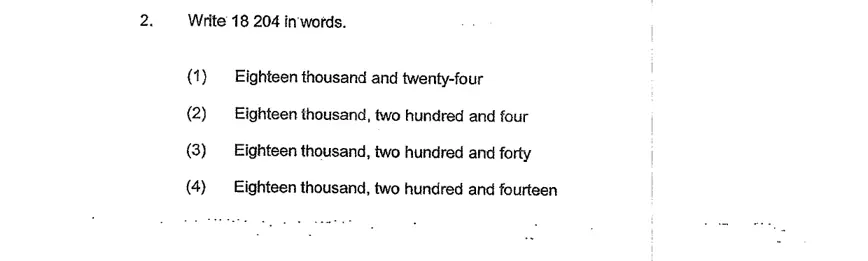 2. Write 18 204 in words.
(1) Eighteen thousand and twenty-four
(2) Eighteen thousand, two hundred and four
(3) Eighteen thousand, two hundred and forty
(4) Eighteen thousand, two hundred and fourteen